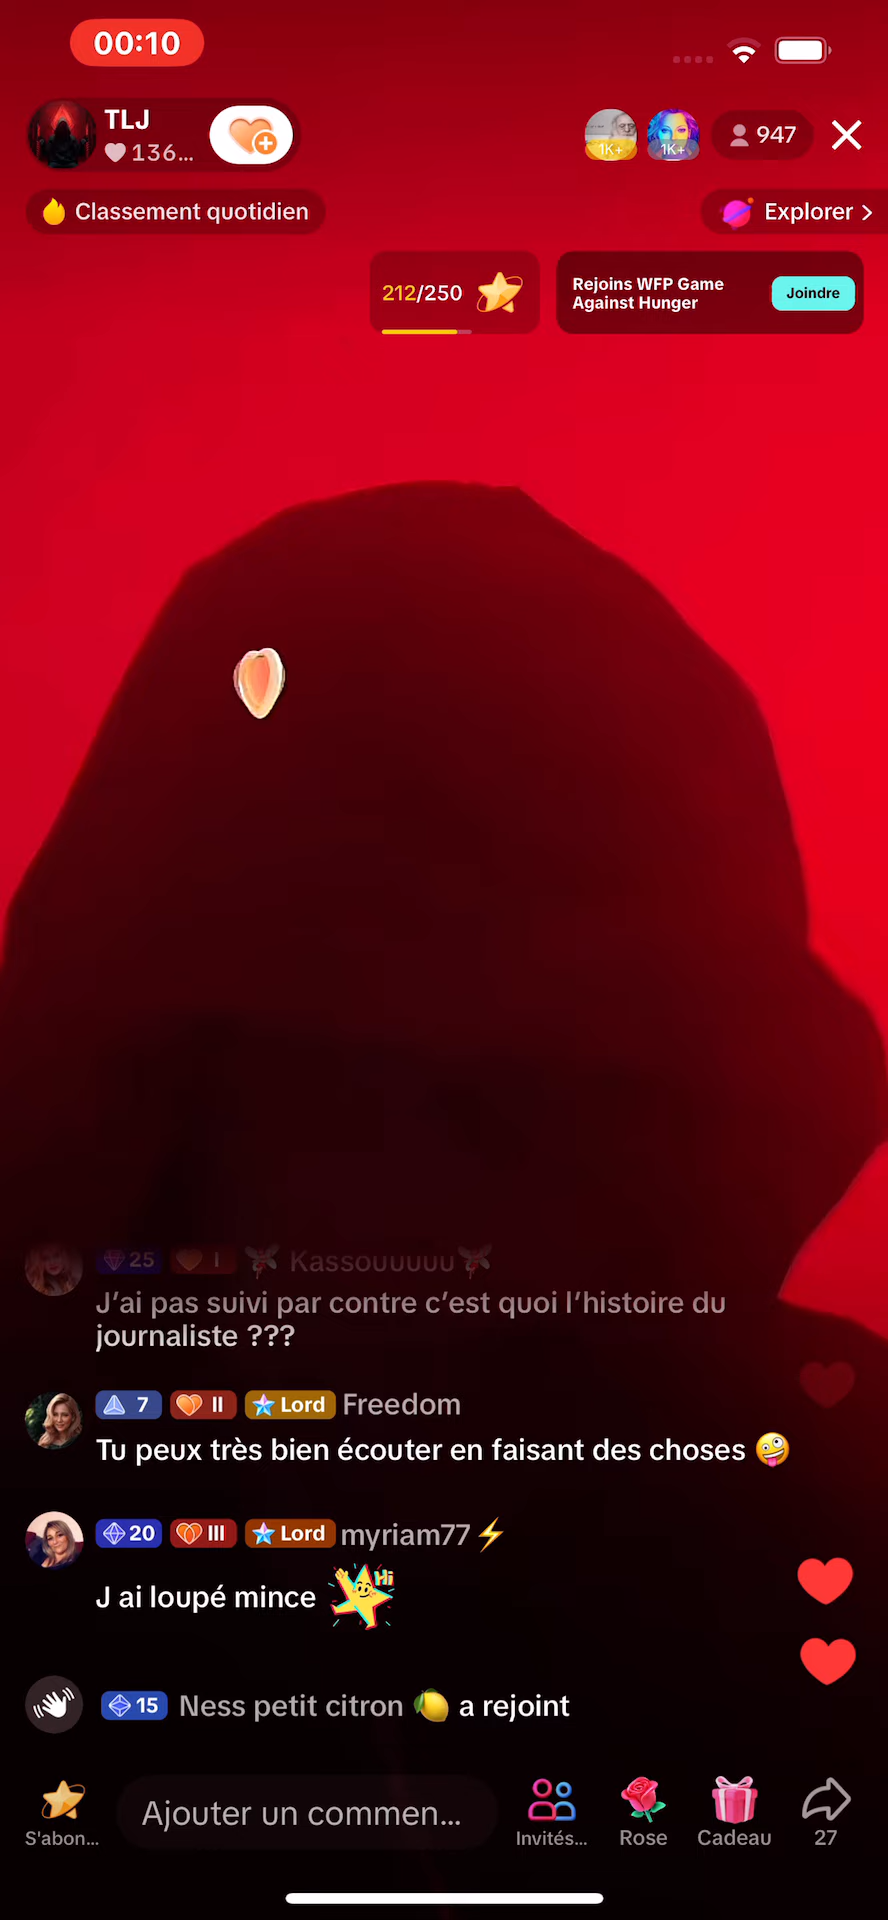 00:10
TLJ
136...
1K+
1K+
947
Classement quotidien
Explorer >
212/250
Rejoins WFP Game
Against Hunger
Joindre
25 I Kassouuuuu
J’ai pas suivi par contre c’est quoi l’histoire du
journaliste ???
7 II Lord Freedom
Tu peux très bien écouter en faisant des choses 🤪
20 III Lord myriam77⚡
J ai loupé mince
Hi
15 Ness petit citron 🍋 a rejoint
Ajouter un commen...
S'abon...
Invités...
Rose
Cadeau
27